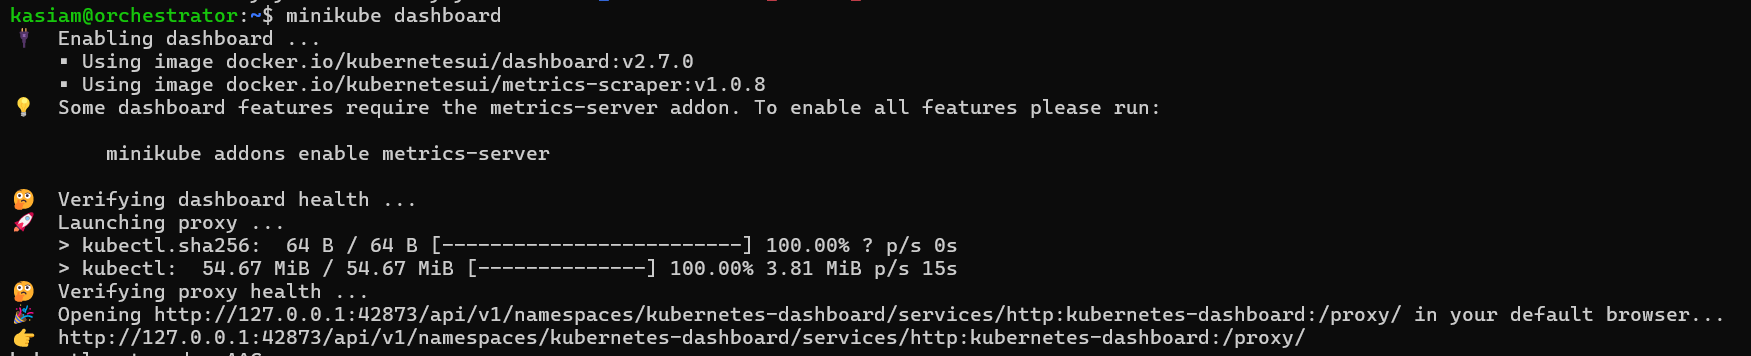 kasiam@orchestrator:~$ minikube dashboard
Enabling dashboard ...
▪ Using image docker.io/kubernetesui/dashboard:v2.7.0
▪ Using image docker.io/kubernetesui/metrics-scraper:v1.0.8
Some dashboard features require the metrics-server addon. To enable all features please run:
minikube addons enable metrics-server
Verifying dashboard health ...
Launching proxy ...
> kubectl.sha256:  64 B / 64 B [-------------------------] 100.00% ? p/s 0s
> kubectl:  54.67 MiB / 54.67 MiB [--------------] 100.00% 3.81 MiB p/s 15s
Verifying proxy health ...
Opening http://127.0.0.1:42873/api/v1/namespaces/kubernetes-dashboard/services/http:kubernetes-dashboard:/proxy/ in your default browser...
http://127.0.0.1:42873/api/v1/namespaces/kubernetes-dashboard/services/http:kubernetes-dashboard:/proxy/